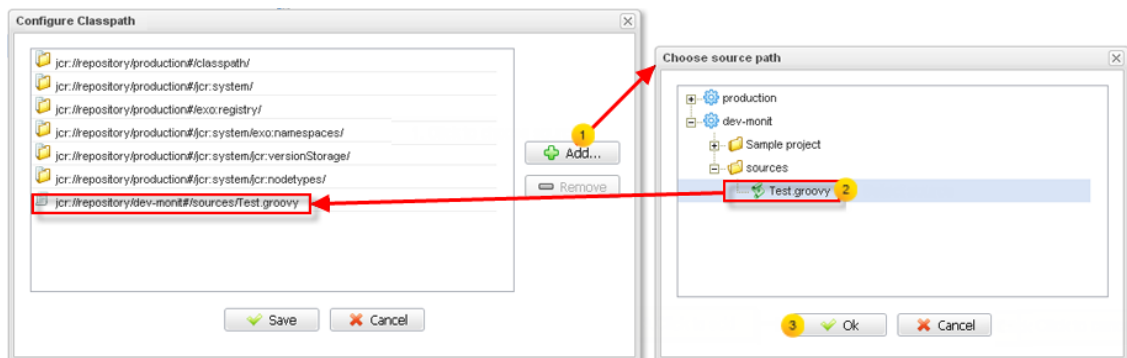 Configure Classpath
jcr://repository/production#/classpath/
jcr://repository/production#/jcr:system/
jcr://repository/production#/exo:registry/
jcr://repository/production#/jcr:system/exo:namespaces/
jcr://repository/production#/jcr:system/jcr:versionStorage/
jcr://repository/production#/jcr:system/jcr:nodetypes/
jcr://repository/dev-monit#/sources/Test.groovy
1
Add...
Remove
Save
Cancel
Choose source path
production
dev-monit
Sample project
sources
Test.groovy 2
3 Ok
Cancel